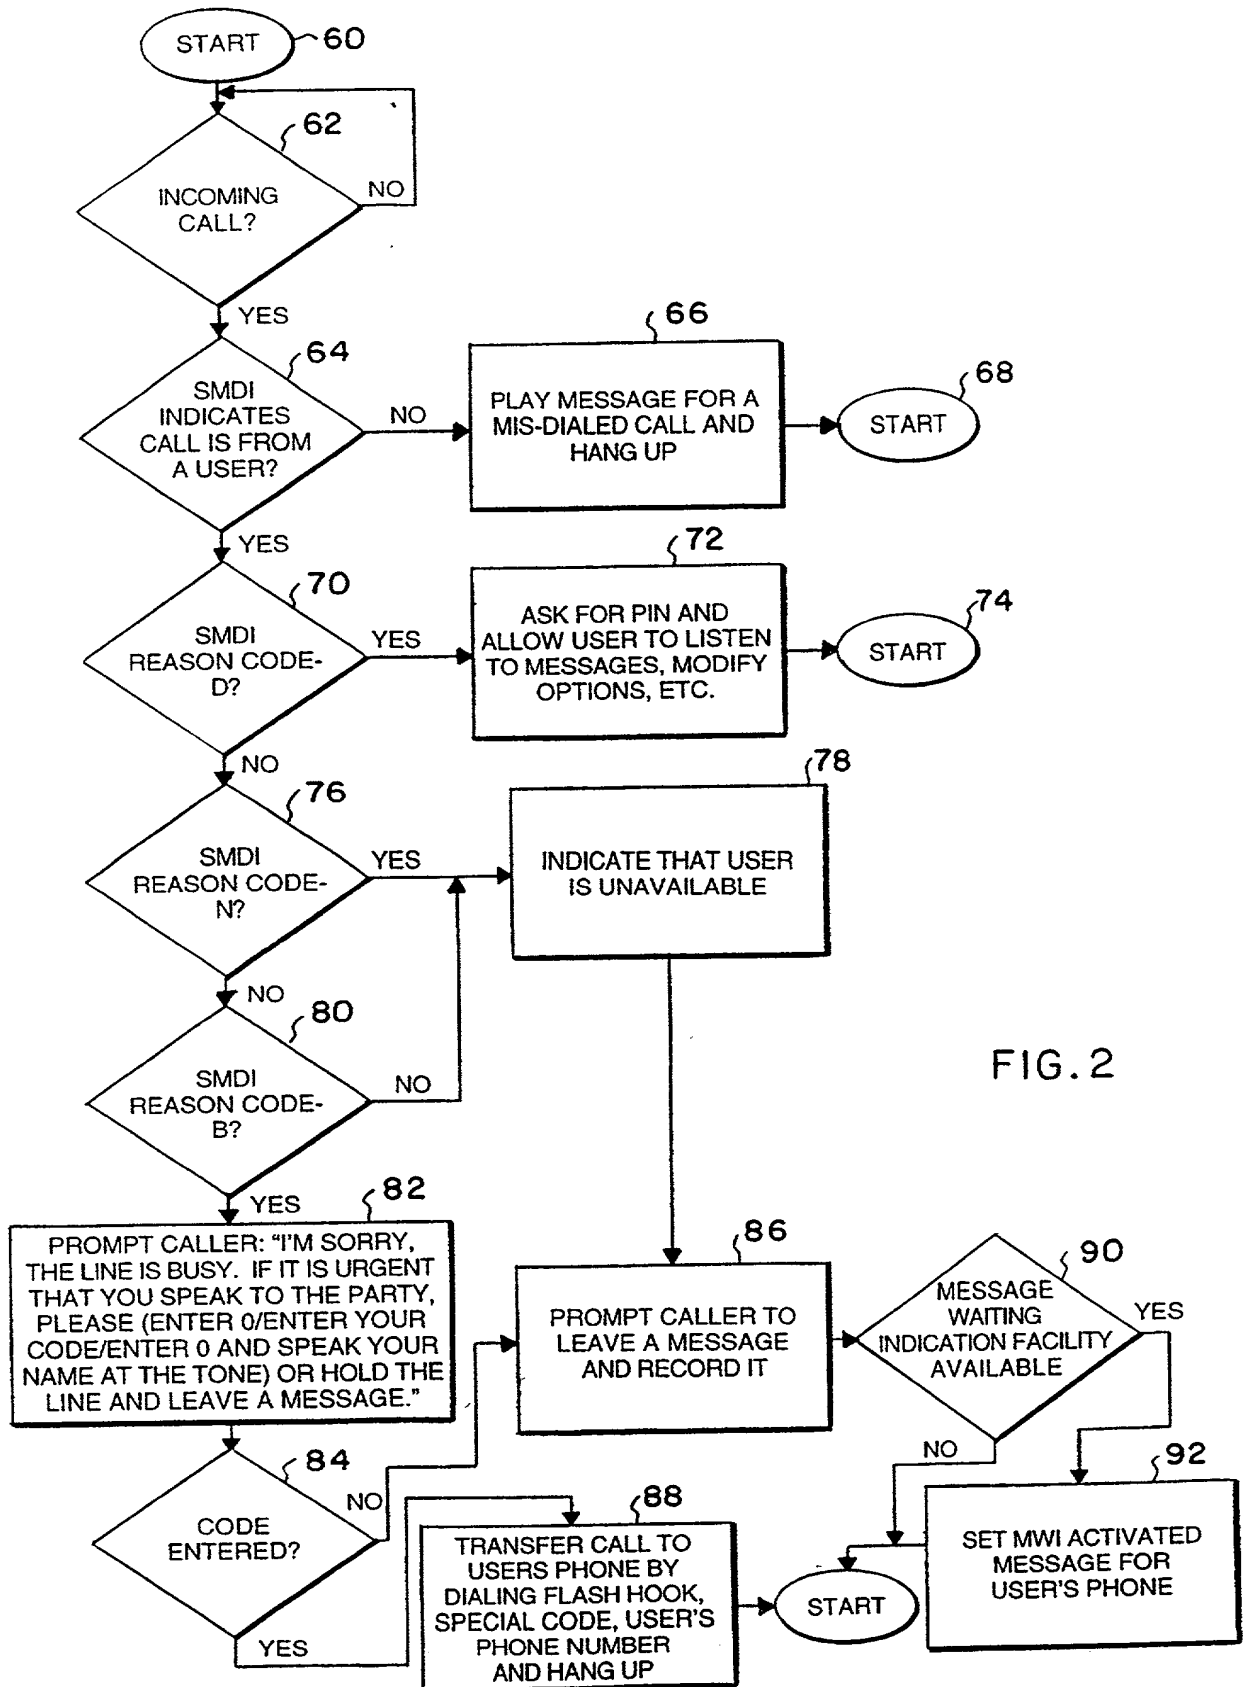 START
60
62
INCOMING
CALL?
NO
YES
64
SMDI
INDICATES
CALL IS FROM
A USER?
NO
66
PLAY MESSAGE FOR A
MIS-DIALED CALL AND
HANG UP
68
START
YES
70
SMDI
REASON CODE-
D?
YES
72
ASK FOR PIN AND
ALLOW USER TO LISTEN
TO MESSAGES, MODIFY
OPTIONS, ETC.
74
START
NO
76
SMDI
REASON CODE-
N?
YES
78
INDICATE THAT USER
IS UNAVAILABLE
NO
80
SMDI
REASON CODE-
B?
NO
FIG. 2
YES
82
PROMPT CALLER: "I'M SORRY,
THE LINE IS BUSY. IF IT IS URGENT
THAT YOU SPEAK TO THE PARTY,
PLEASE (ENTER 0/ENTER YOUR
CODE/ENTER 0 AND SPEAK YOUR
NAME AT THE TONE) OR HOLD THE
LINE AND LEAVE A MESSAGE."
86
PROMPT CALLER TO
LEAVE A MESSAGE
AND RECORD IT
90
MESSAGE
WAITING
INDICATION FACILITY
AVAILABLE
YES
NO
84
CODE
ENTERED?
NO
YES
88
TRANSFER CALL TO
USERS PHONE BY
DIALING FLASH HOOK,
SPECIAL CODE, USER'S
PHONE NUMBER
AND HANG UP
START
92
SET MWI ACTIVATED
MESSAGE FOR
USER'S PHONE